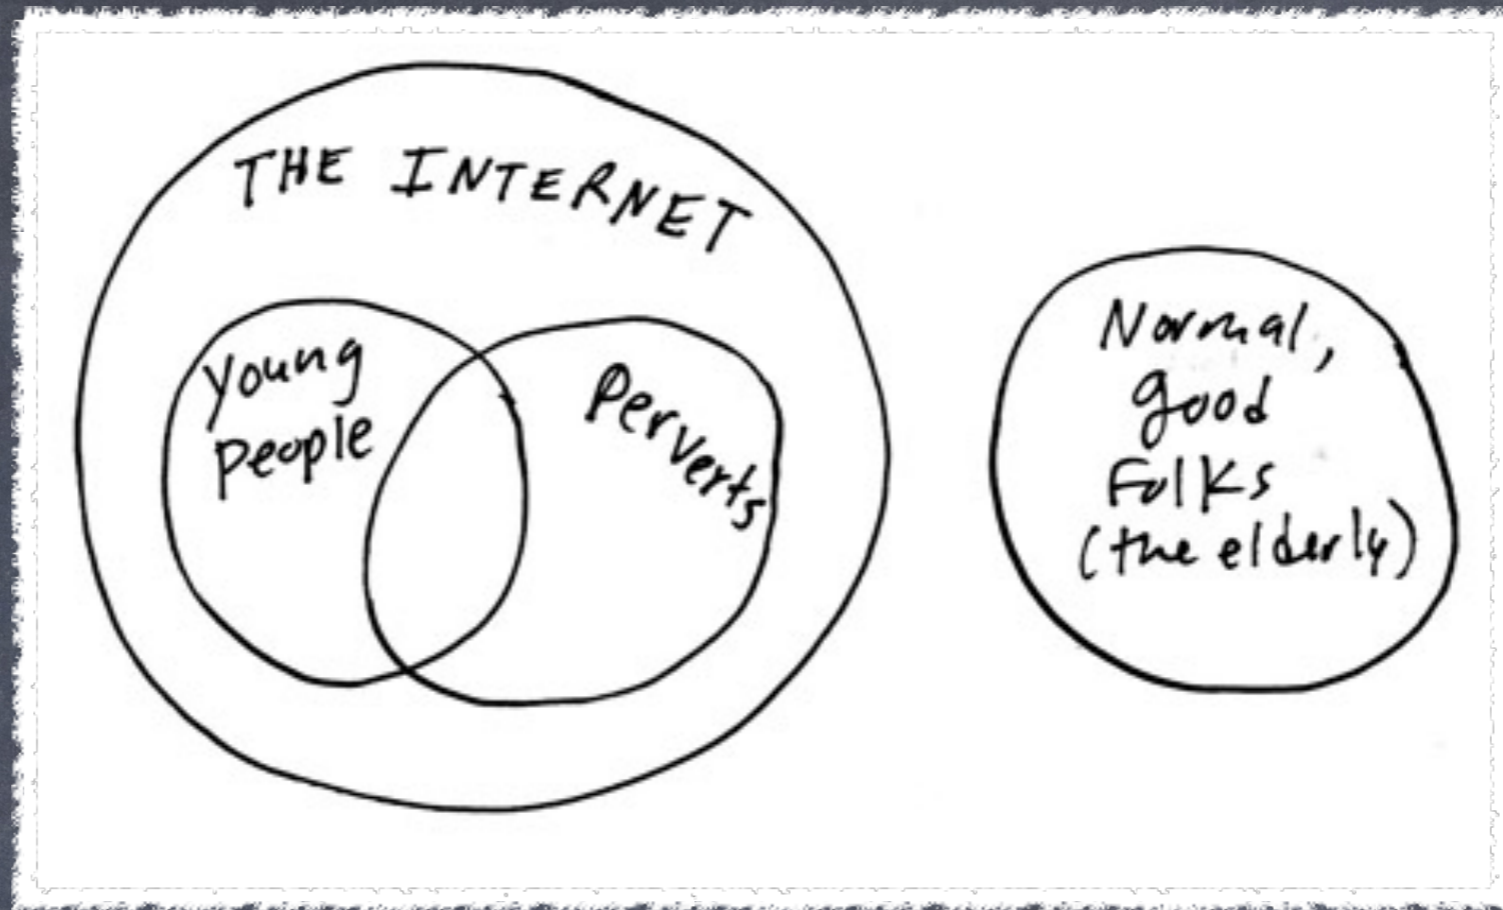 THE INTERNET
Young
people
Perverts
Normal,
good
Folks
(the elderly)